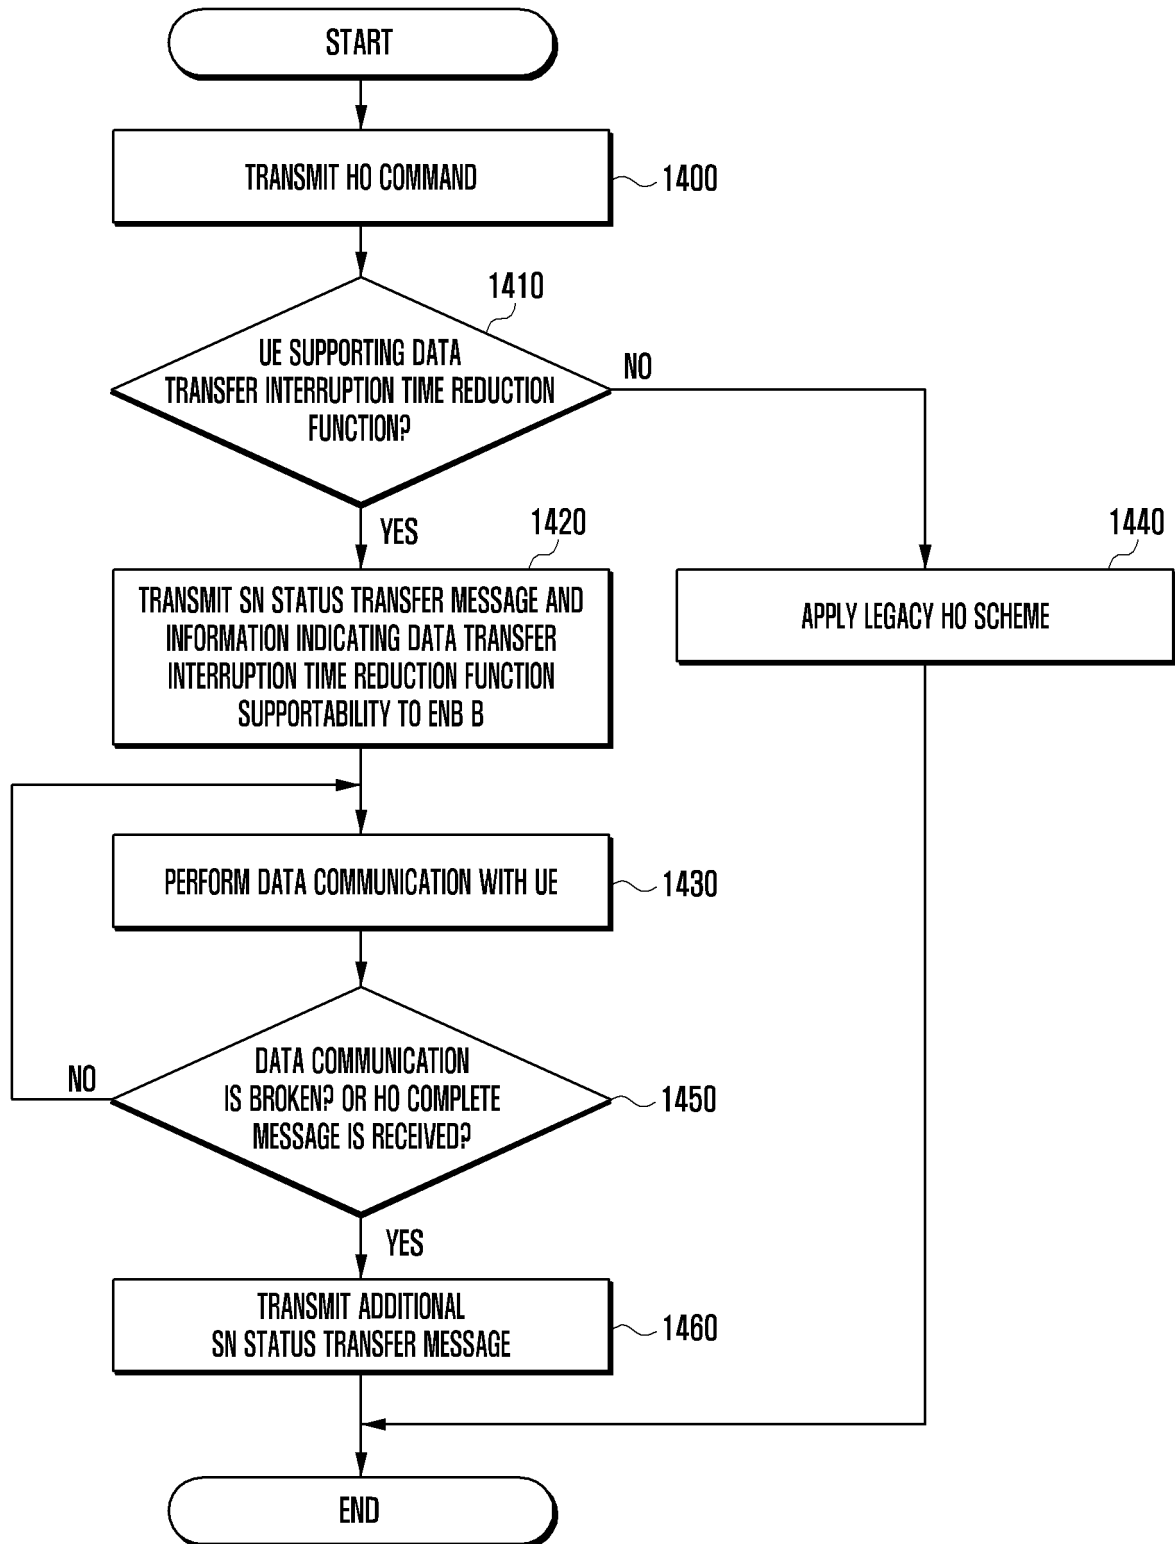 START
TRANSMIT HO COMMAND
1400
1410
UE SUPPORTING DATA
TRANSFER INTERRUPTION TIME REDUCTION
FUNCTION?
NO
YES
1420
1440
TRANSMIT SN STATUS TRANSFER MESSAGE AND
INFORMATION INDICATING DATA TRANSFER
INTERRUPTION TIME REDUCTION FUNCTION
SUPPORTABILITY TO ENB B
APPLY LEGACY HO SCHEME
PERFORM DATA COMMUNICATION WITH UE
1430
DATA COMMUNICATION
IS BROKEN? OR HO COMPLETE
MESSAGE IS RECEIVED?
NO
1450
YES
TRANSMIT ADDITIONAL
SN STATUS TRANSFER MESSAGE
1460
END